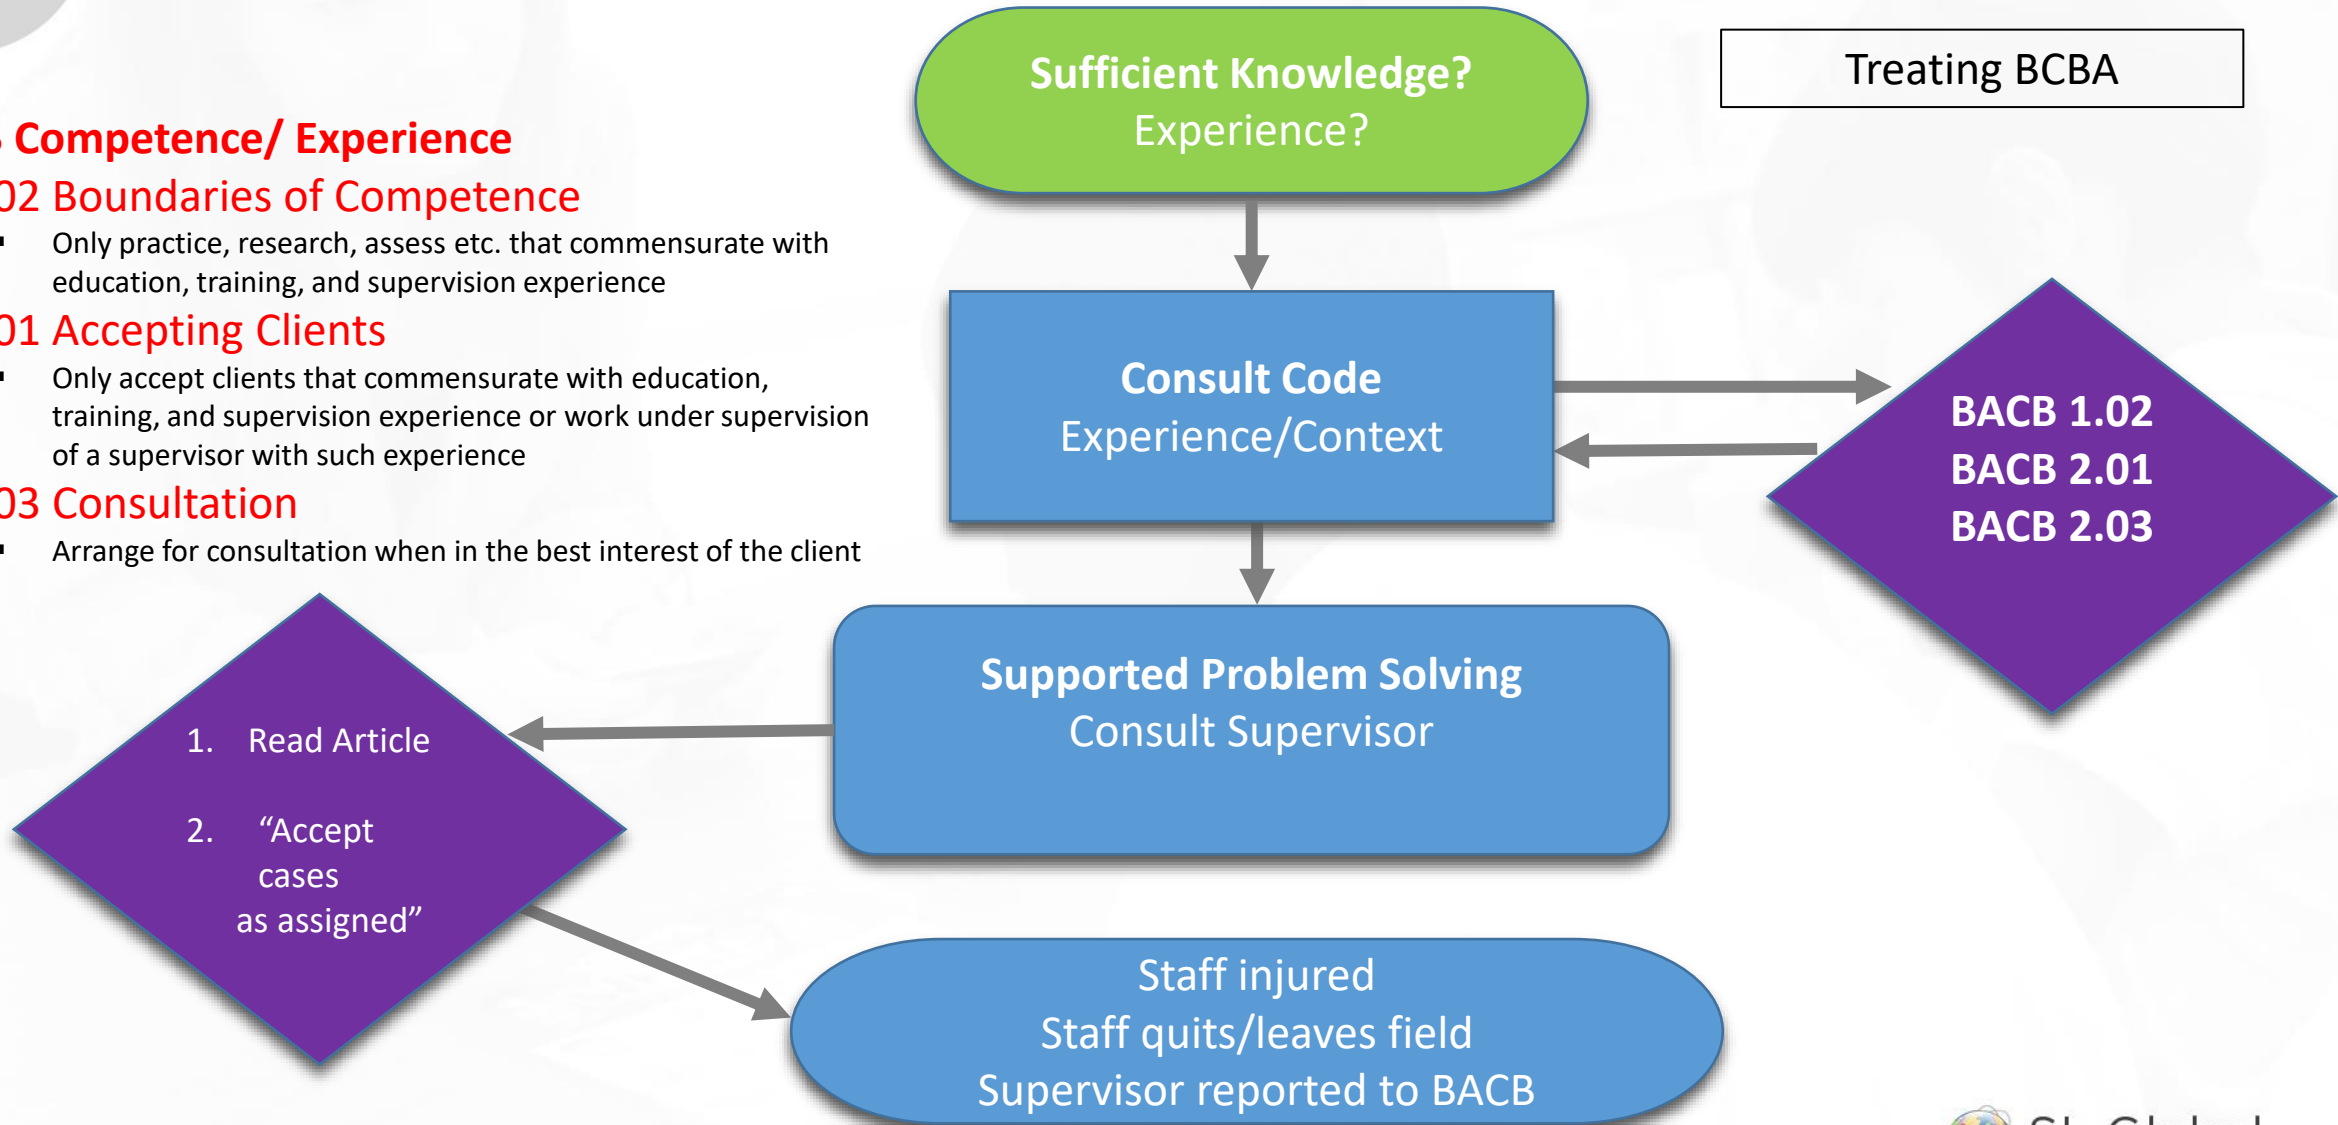 Treating BCBA
Sufficient Knowledge?
Experience?
Competence/ Experience
02 Boundaries of Competence
▪ Only practice, research, assess etc. that commensurate with
education, training, and supervision experience
01 Accepting Clients
▪ Only accept clients that commensurate with education,
training, and supervision experience or work under supervision
of a supervisor with such experience
03 Consultation
▪ Arrange for consultation when in the best interest of the client
Consult Code
Experience/Context
BACB 1.02
BACB 2.01
BACB 2.03
Supported Problem Solving
Consult Supervisor
1. Read Article
2. “Accept
cases
as assigned”
Staff injured
Staff quits/leaves field
Supervisor reported to BACB